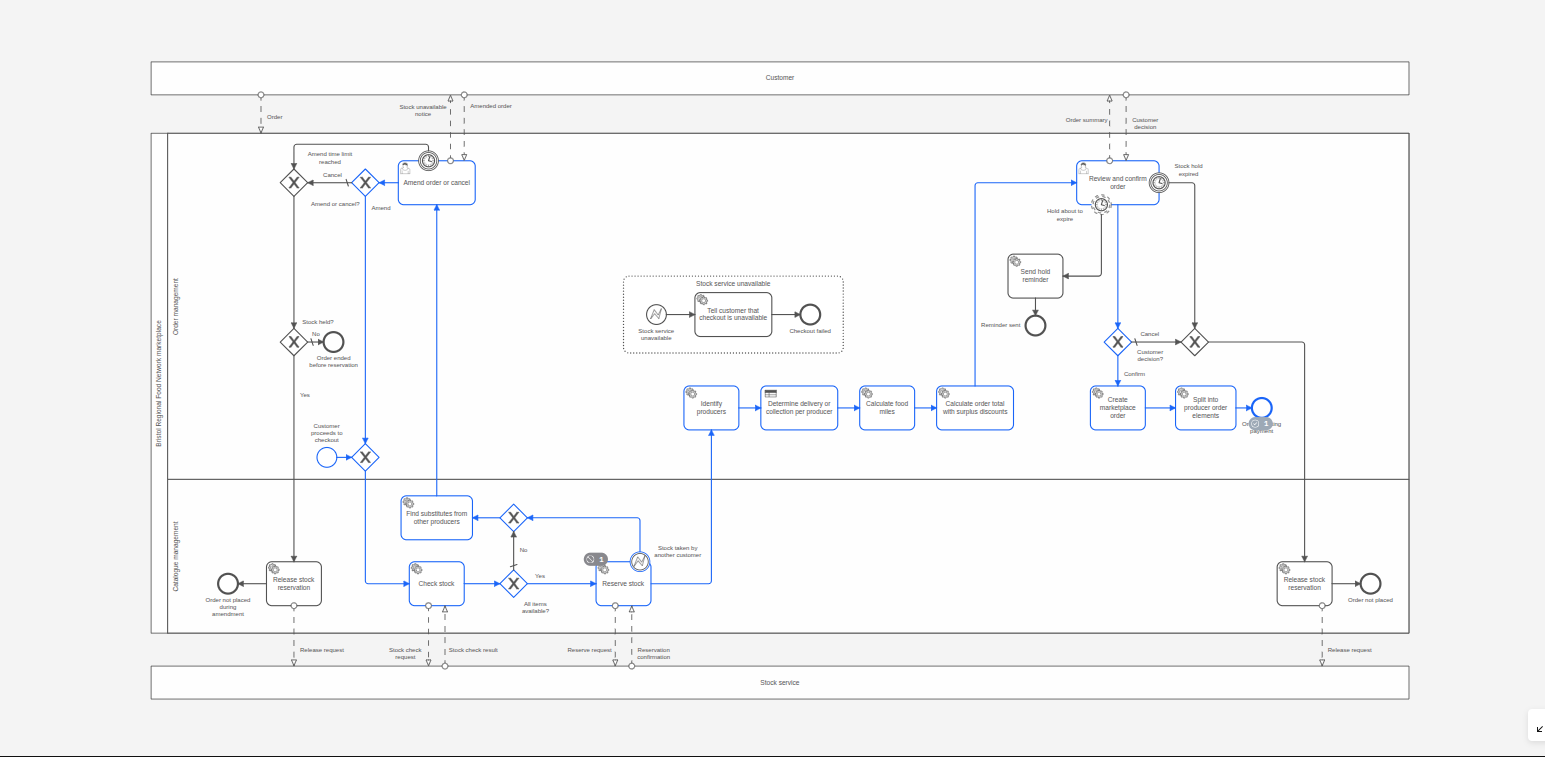 Customer
Order
Stock unavailable
notice
Amended order
Order summary
Customer
decision
Bristol Regional Food Network marketplace
Order management
Amend time limit
reached
Cancel
Amend or cancel?
Amend
Amend order or cancel
Review and confirm
order
Stock hold
expired
Hold about to
expire
Send hold
reminder
Reminder sent
Stock service unavailable
Stock service
unavailable
Tell customer that
checkout is unavailable
Checkout failed
Stock held?
No
Order ended
before reservation
Yes
Cancel
Customer
decision?
Confirm
Customer
proceeds to
checkout
Identify
producers
Determine delivery or
collection per producer
Calculate food
miles
Calculate order total
with surplus discounts
Create
marketplace
order
Split into
producer order
elements
1
payment
Catalogue management
Find substitutes from
other producers
No
Yes
All items
available?
1
Stock taken by
another customer
Release stock
reservation
Order not placed
during
amendment
Check stock
Reserve stock
Release stock
reservation
Order not placed
Release request
Stock check
request
Stock check result
Reserve request
Reservation
confirmation
Release request
Stock service